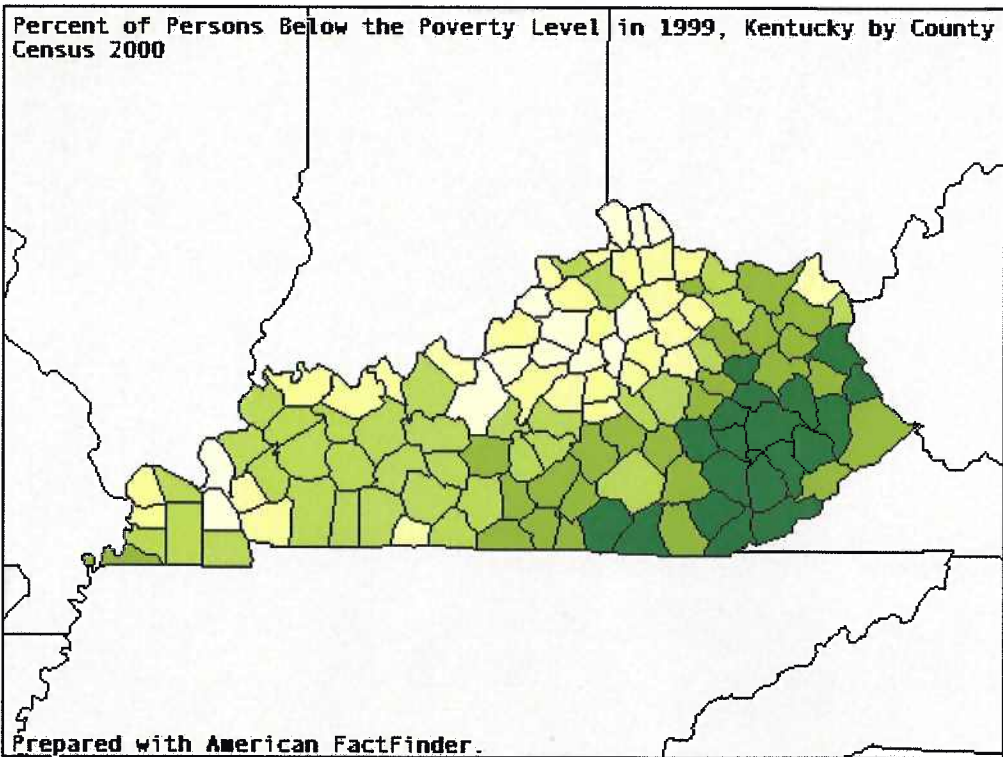 Percent of Persons Below the Poverty Level in 1999, Kentucky by County
Census 2000
Prepared with American FactFinder.